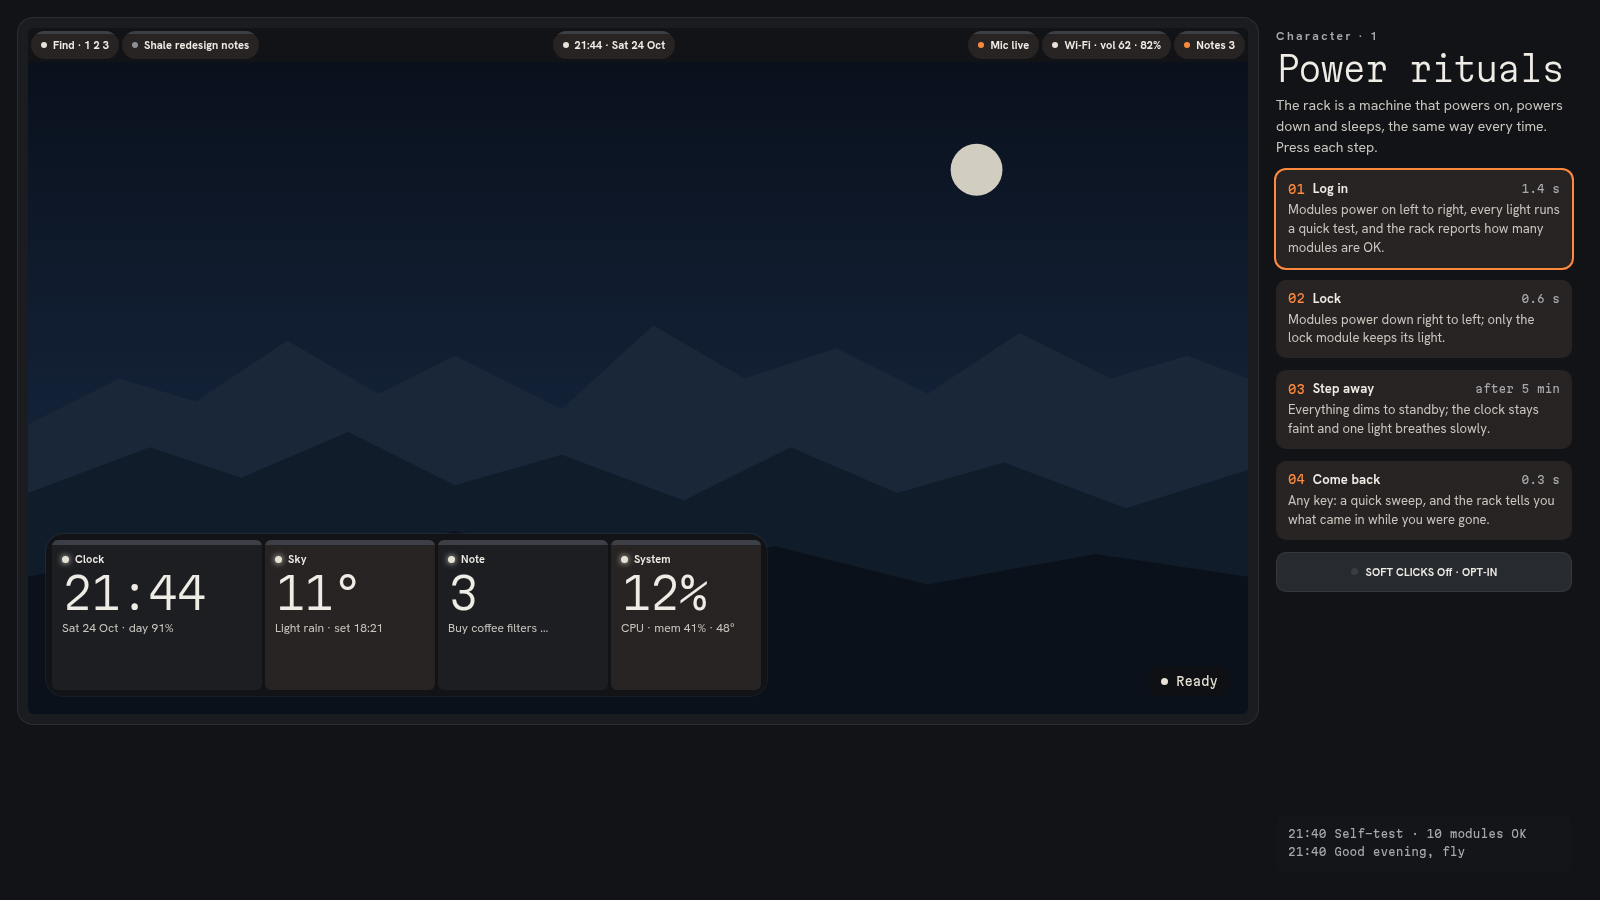 Find · 1 2 3
Shale redesign notes
21:44 · Sat 24 Oct
Mic live
Wi-Fi · vol 62 · 82%
Notes 3
Clock
21:44
Sat 24 Oct · day 91%
Sky
11°
Light rain · set 18:21
Note
3
Buy coffee filters ...
System
12%
CPU · mem 41% · 48°
Ready
Character · 1
Power rituals
The rack is a machine that powers on, powers
down and sleeps, the same way every time.
Press each step.
01 Log in 1.4 s
Modules power on left to right, every light runs
a quick test, and the rack reports how many
modules are OK.
02 Lock 0.6 s
Modules power down right to left; only the
lock module keeps its light.
03 Step away after 5 min
Everything dims to standby; the clock stays
faint and one light breathes slowly.
04 Come back 0.3 s
Any key: a quick sweep, and the rack tells you
what came in while you were gone.
SOFT CLICKS Off · OPT-IN
21:40 Self-test · 10 modules OK
21:40 Good evening, fly